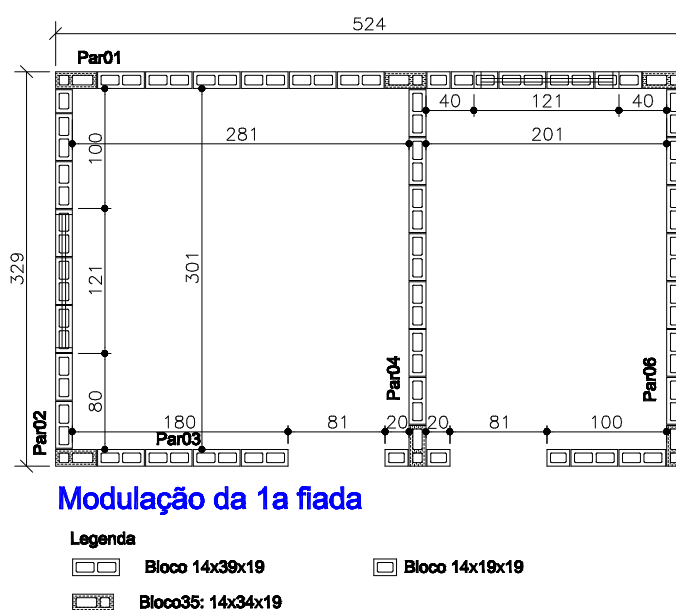 524
Par01
40 121 40
281 201
100
329
121
301
80
Par02
Par04
Par06
180 81 20 20 81 100
Par03
Modulação da 1a fiada
Legenda
Bloco 14x39x19
Bloco 14x19x19
Bloco35: 14x34x19